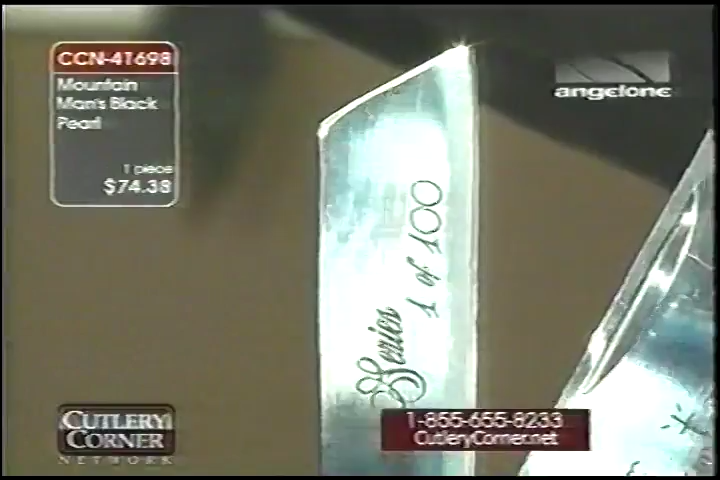 CCN-41698
Mountain
Man's Black
Pearl
1 piece
$74.38
angelone
Series
1 of 100
CUTLERY
CORNER
NETWORK
1-855-655-8233
CutleryCorner.net